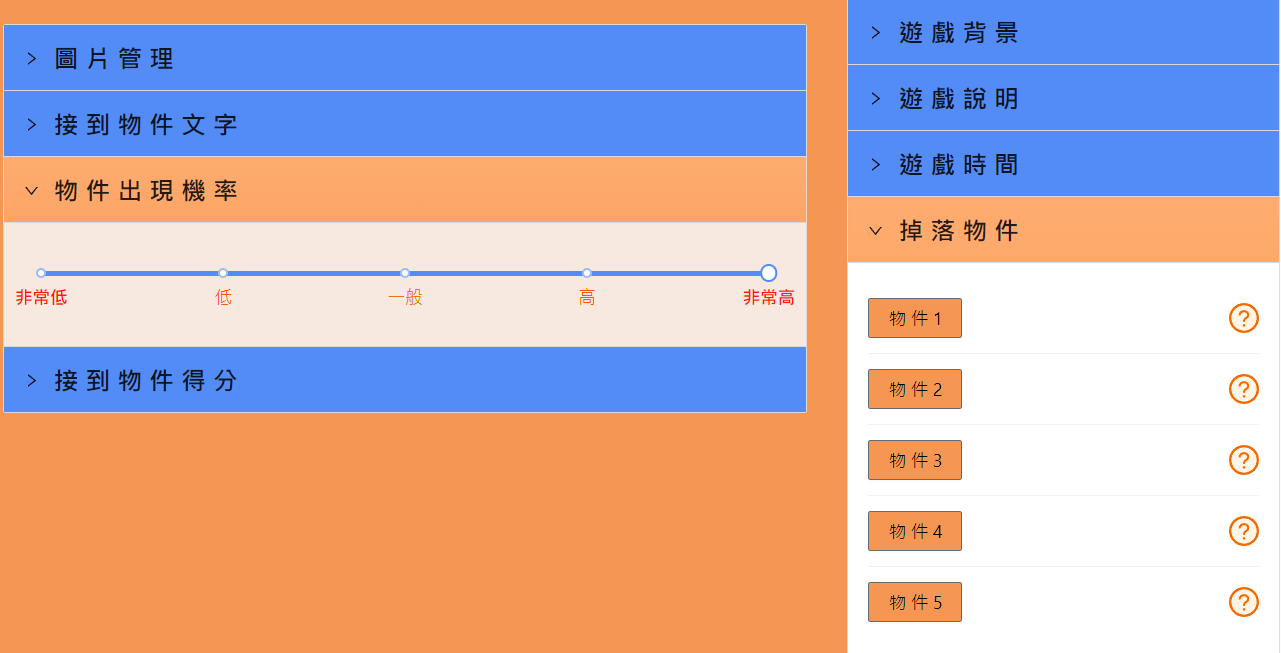 圖片管理
接到物件文字
物件出現機率
非常低 低 一般 高 非常高
接到物件得分
遊戲背景
遊戲說明
遊戲時間
掉落物件
物件1
?
物件2
?
物件3
?
物件4
?
物件5
?